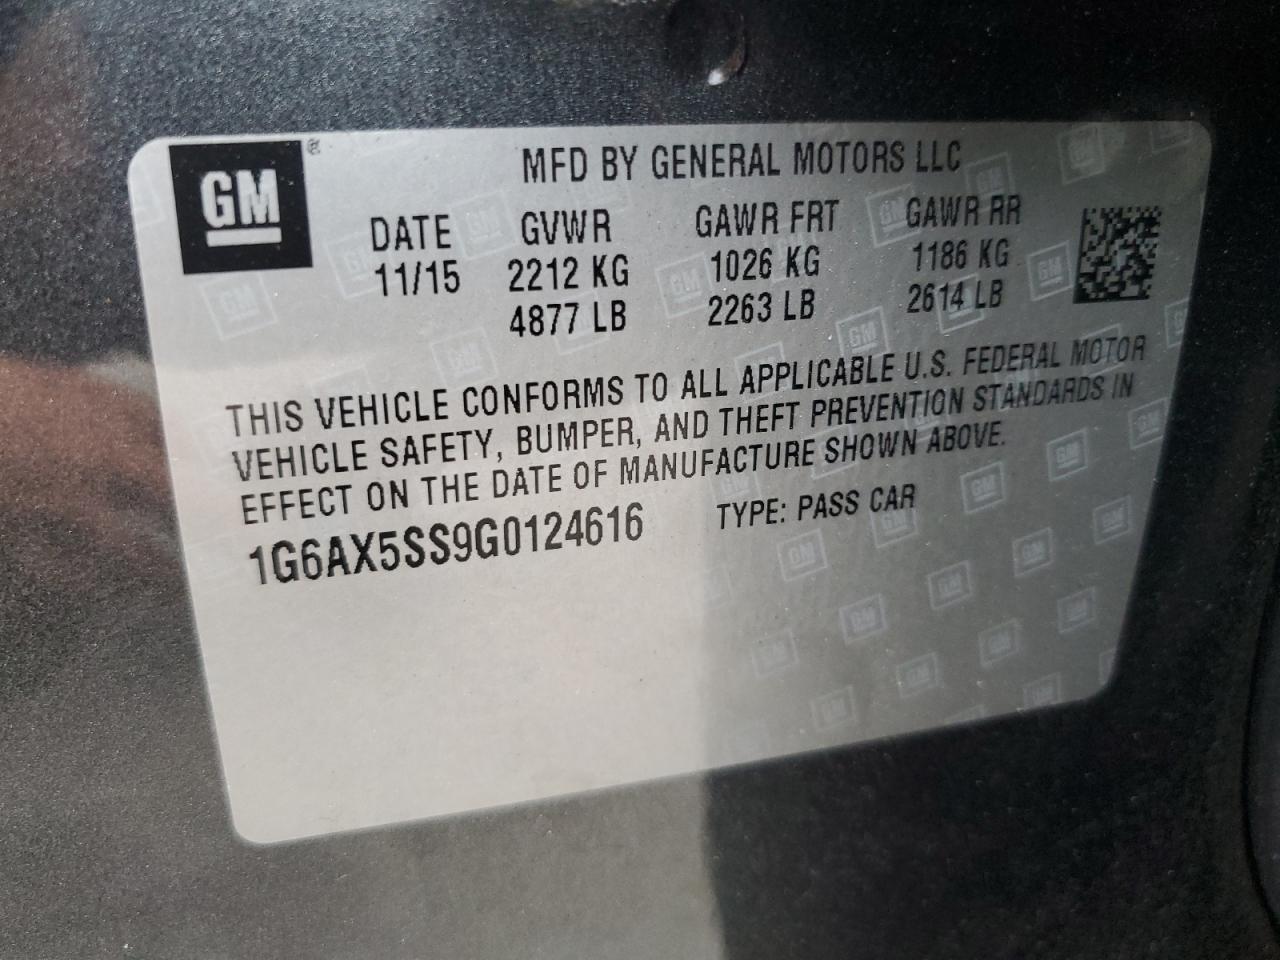 GM ®
MFD BY GENERAL MOTORS LLC
DATE GVWR GAWR FRT GAWR RR
11/15 2212 KG 1026 KG 1186 KG
4877 LB 2263 LB 2614 LB
THIS VEHICLE CONFORMS TO ALL APPLICABLE U.S. FEDERAL MOTOR
VEHICLE SAFETY, BUMPER, AND THEFT PREVENTION STANDARDS IN
EFFECT ON THE DATE OF MANUFACTURE SHOWN ABOVE.
1G6AX5SS9G0124616 TYPE: PASS CAR